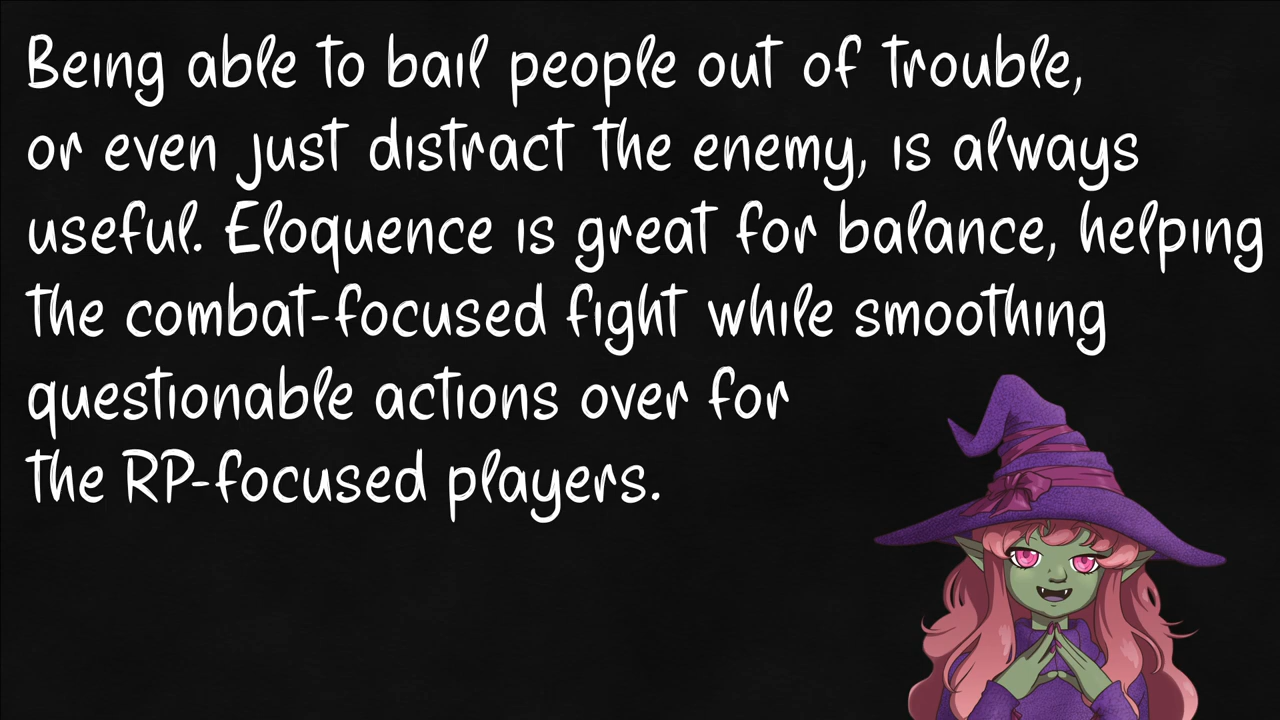 Being able to bail people out of trouble,
or even just distract the enemy, is always
useful. Eloquence is great for balance, helping
the combat-focused fight while smoothing
questionable actions over for
the RP-focused players.